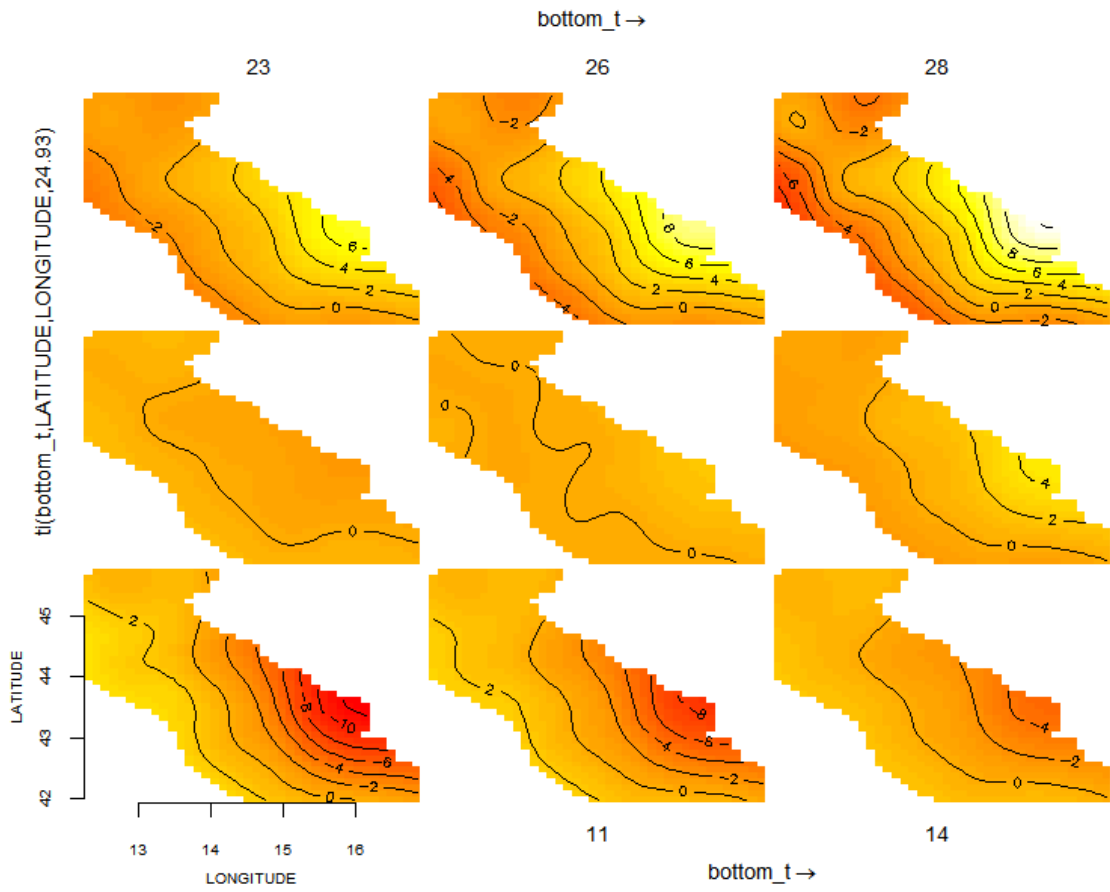 bottom_t →
23 26 28
ti(bottom_t,LATITUDE,LONGITUDE,24.93)
−2 6 4 2 0
−2 −4 −2 8 6 4 2 0 −4
−2 −6 −4 8 6 4 2 0 −2
0
0 0 0
4 2 0
2 −8 −10 −6 −4 −2 0
2 −8 −6 −4 −2 0
−4 −2 0
LATITUDE
45
44
43
42
13 14 15 16
LONGITUDE
11 14
bottom_t →